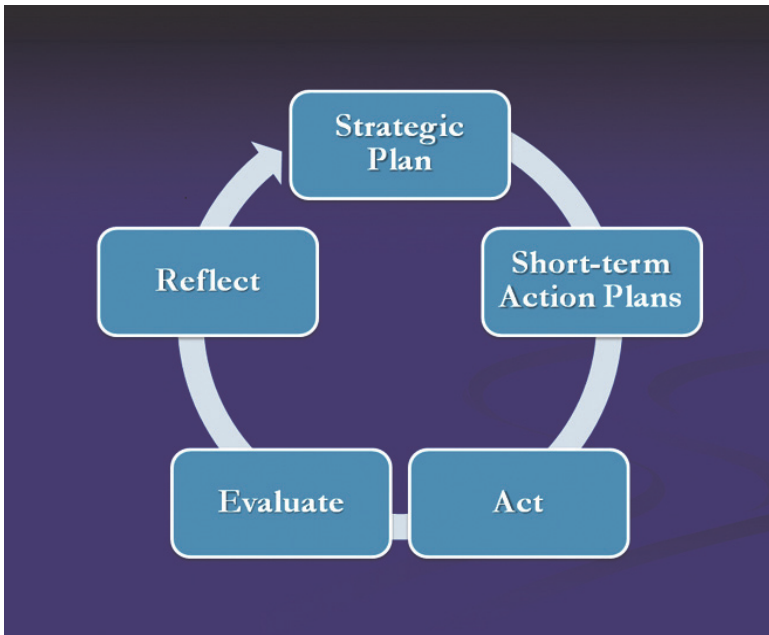 Strategic
Plan
Short-term
Action Plans
Act
Evaluate
Reflect